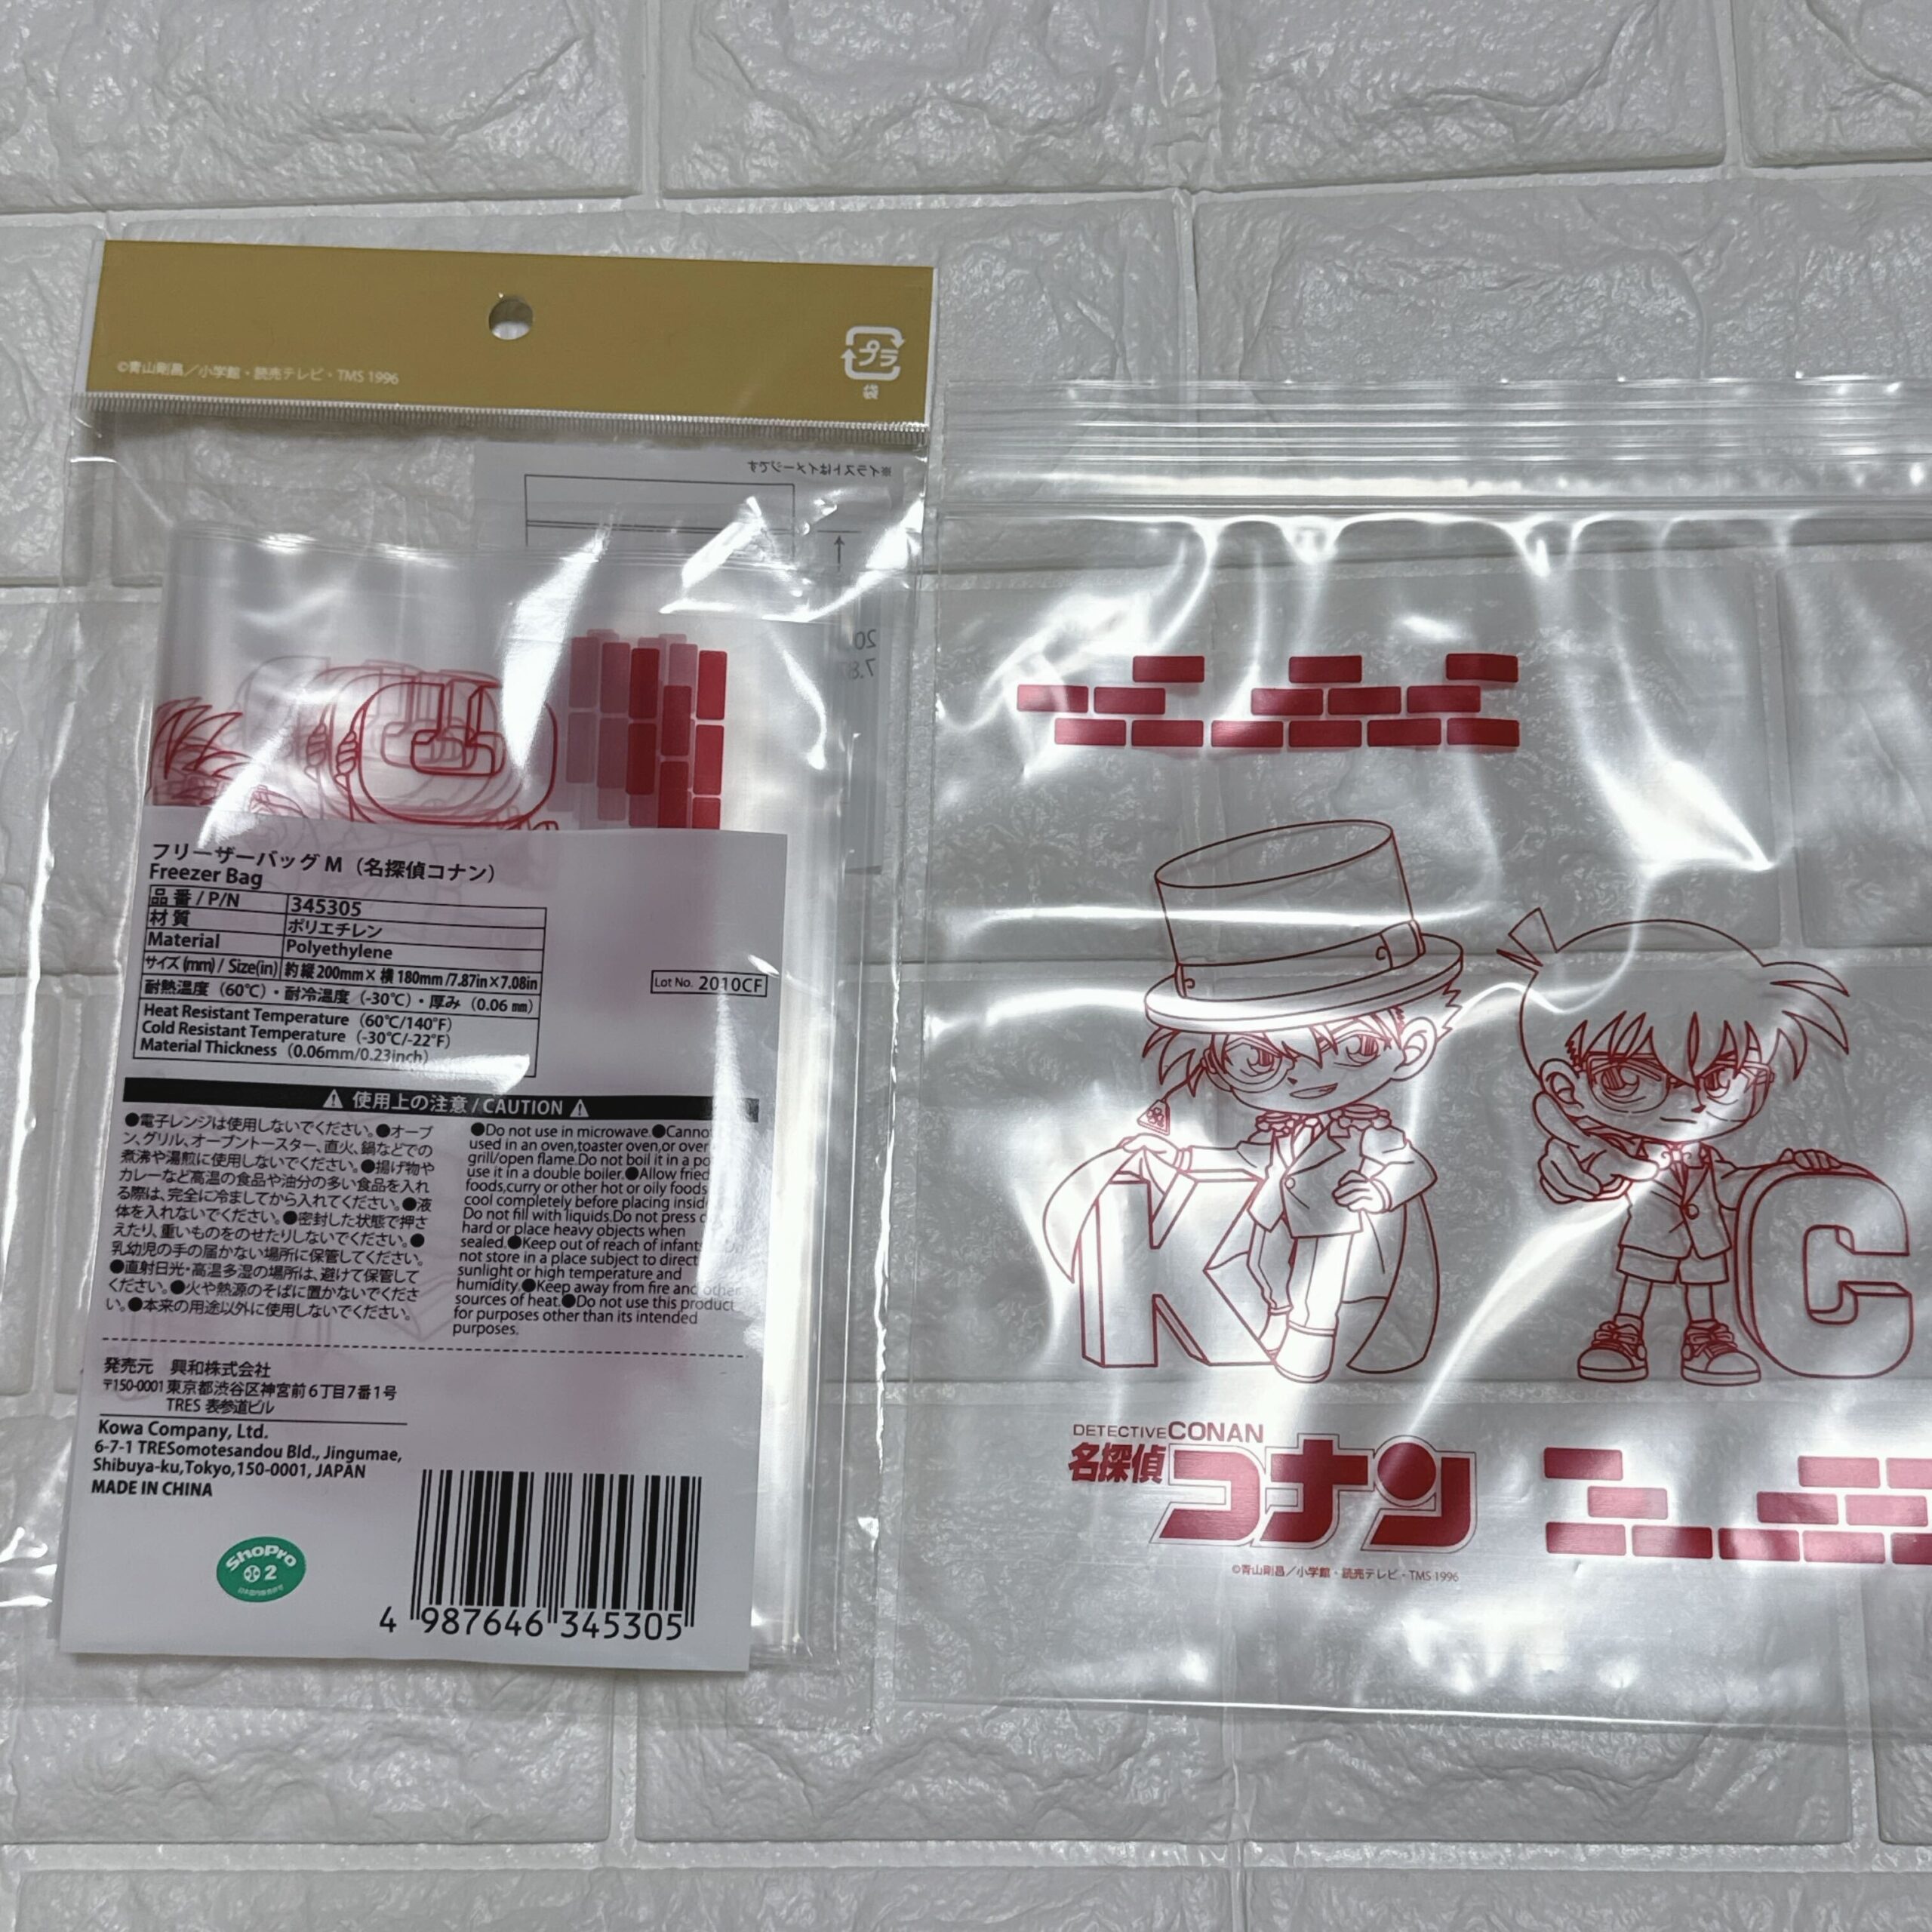 ©青山剛昌/小学館・読売テレビ・TMS 1996
プラ
袋
※イラストはイメージです
フリーザーバッグ M（名探偵コナン）
Freezer Bag
品番 / P/N 345305
材質 ポリエチレン
Material Polyethylene
サイズ(mm) / Size(in) 約 縦 200mm× 横 180mm /7.87in×7.08in
耐熱温度（60℃）・耐冷温度（-30℃）・厚み（0.06 mm）
Heat Resistant Temperature（60℃/140℉）
Cold Resistant Temperature（-30℃/-22℉）
Material Thickness（0.06mm/0.23inch）
Lot No. 2010CF
⚠ 使用上の注意 / CAUTION ⚠
●電子レンジは使用しないでください。●オーブ
ン、グリル、オーブントースター、直火、鍋などでの
煮沸や湯煎に使用しないでください。●揚げ物や
カレーなど高温の食品や油分の多い食品を入れ
る際は、完全に冷ましてから入れてください。●液
体を入れないでください。●密封した状態で押さ
えたり、重いものをのせたりしないでください。●
乳幼児の手の届かない場所に保管してください。
●直射日光・高温多湿の場所は、避けて保管して
ください。●火や熱源のそばに置かないでくださ
い。●本来の用途以外に使用しないでください。
●Do not use in microwave.●Canno
used in an oven,toaster oven,or over
grill/open flame.Do not boil it in a po
use it in a double boiler.●Allow fried
foods,curry or other hot or oily foods
cool completely before placing inside
Do not fill with liquids.Do not press
hard or place heavy objects when
sealed.●Keep out of reach of infants
not store in a place subject to direct
sunlight or high temperature and
humidity.●Keep away from fire and other
sources of heat.●Do not use this product
for purposes other than its intended
purposes.
発売元 興和株式会社
〒150-0001 東京都渋谷区神宮前6丁目7番1号
TRES 表参道ビル
Kowa Company, Ltd.
6-7-1 TRESomotesandou Bld., Jingumae,
Shibuya-ku,Tokyo,150-0001, JAPAN
MADE IN CHINA
ShoPro
2
4 987646 345305
K
C
DETECTIVE CONAN
名探偵コナン
©青山剛昌/小学館・読売テレビ・TMS 1996